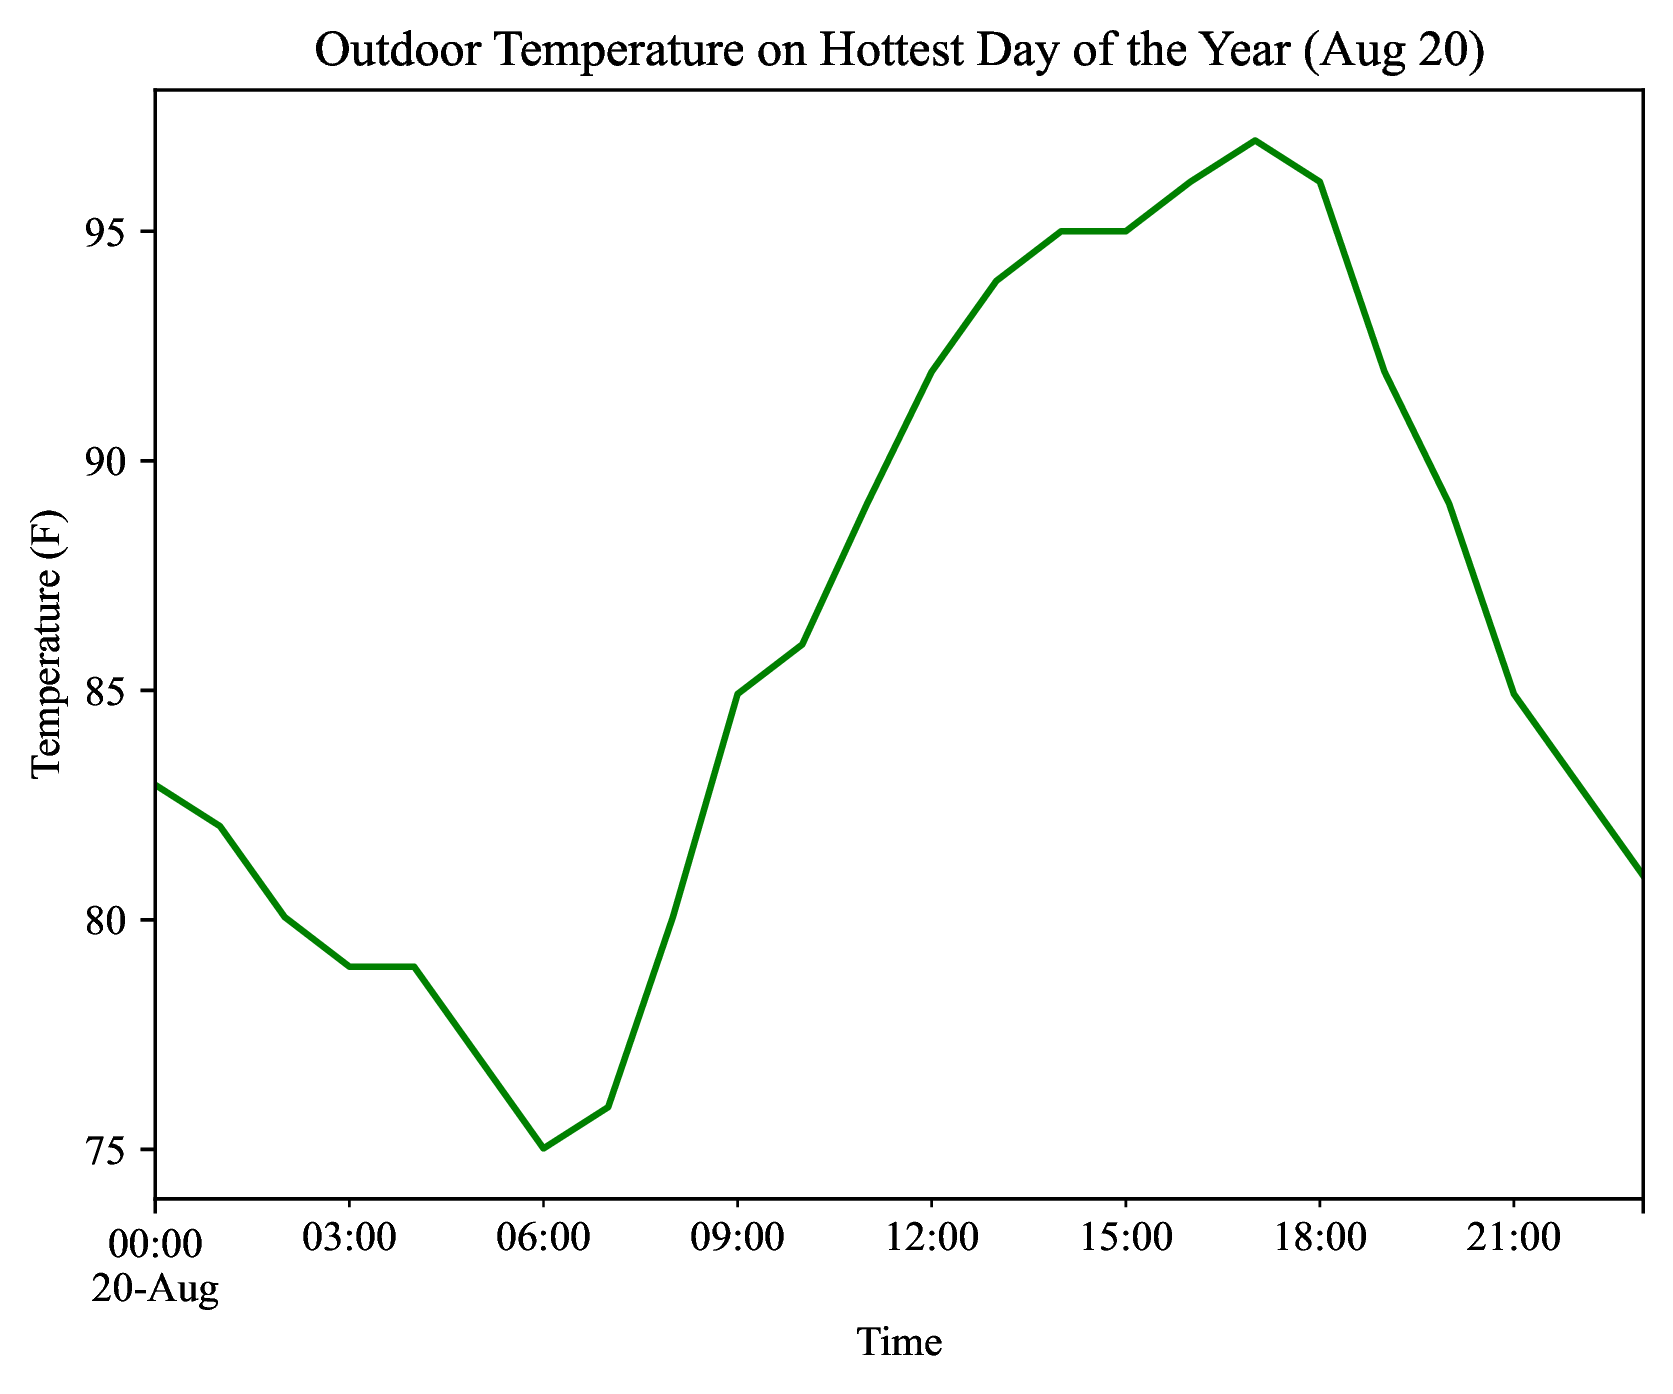 Outdoor Temperature on Hottest Day of the Year (Aug 20)
Temperature (F)
95
90
85
80
75
00:00 03:00 06:00 09:00 12:00 15:00 18:00 21:00
20-Aug
Time